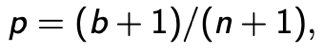 p = (b + 1)/(n + 1),